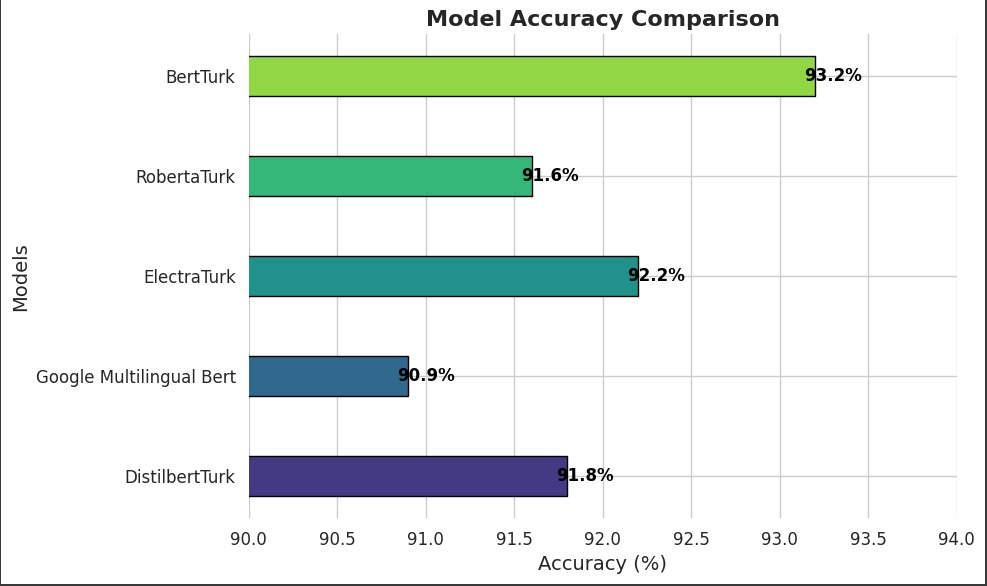 Model Accuracy Comparison
BertTurk
93.2%
RobertaTurk
91.6%
ElectraTurk
92.2%
Google Multilingual Bert
90.9%
DistilbertTurk
91.8%
Models
90.0 90.5 91.0 91.5 92.0 92.5 93.0 93.5 94.0
Accuracy (%)